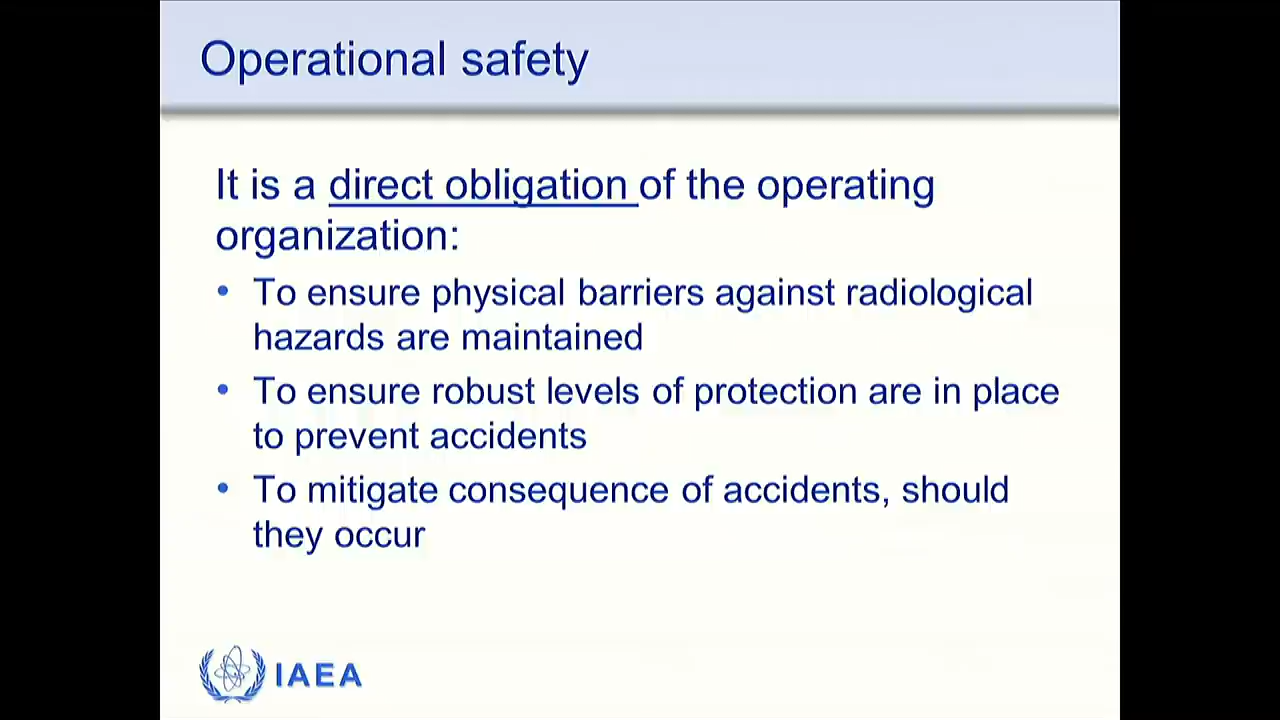 Operational safety
It is a direct obligation of the operating
organization:
• To ensure physical barriers against radiological
hazards are maintained
• To ensure robust levels of protection are in place
to prevent accidents
• To mitigate consequence of accidents, should
they occur
IAEA